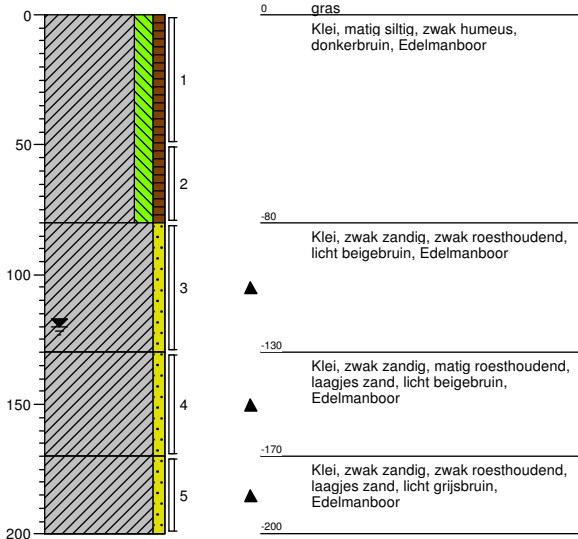 0
50
100
150
200
1
2
3
4
5
0
gras
Klei, matig siltig, zwak humeus,
donkerbruin, Edelmanboor
-80
Klei, zwak zandig, zwak roesthoudend,
licht beigebruin, Edelmanboor
-130
Klei, zwak zandig, matig roesthoudend,
laagjes zand, licht beigebruin,
Edelmanboor
-170
Klei, zwak zandig, zwak roesthoudend,
laagjes zand, licht grijsbruin,
Edelmanboor
-200